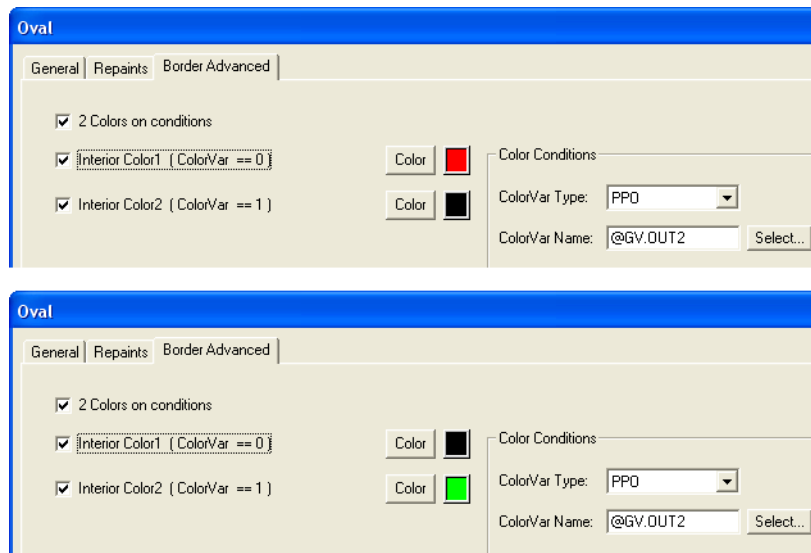 Oval
General Repaints Border Advanced
2 Colors on conditions
Interior Color1 ( ColorVar == 0 ) Color Color Conditions
Interior Color2 ( ColorVar == 1 ) Color ColorVar Type: PPO
ColorVar Name: @GV.OUT2 Select...
Oval
General Repaints Border Advanced
2 Colors on conditions
Interior Color1 ( ColorVar == 0 ) Color Color Conditions
Interior Color2 ( ColorVar == 1 ) Color ColorVar Type: PPO
ColorVar Name: @GV.OUT2 Select...